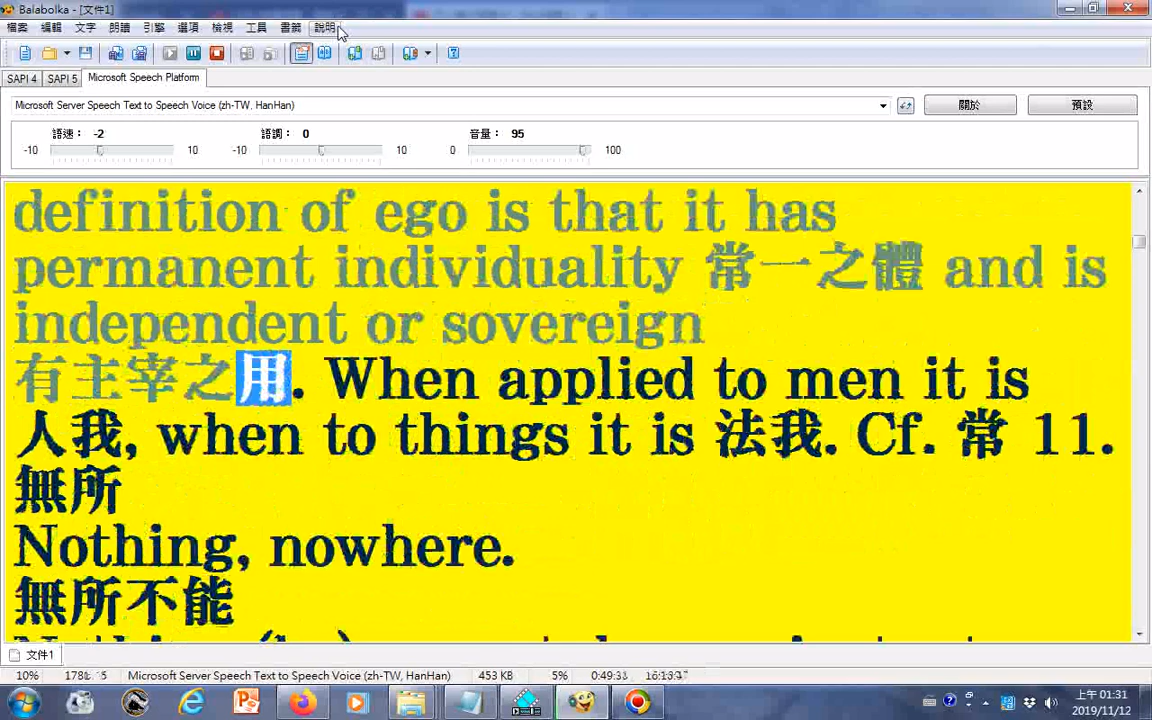 Balabolka - [文件1]
檔案 編輯 文字 朗讀 引擎 選項 檢視 工具 書籤 說明
SAPI 4 SAPI 5 Microsoft Speech Platform
Microsoft Server Speech Text to Speech Voice (zh-TW, HanHan) 關於 預設
語速： -2 語調： 0 音量： 95
-10 10 -10 10 0 100
definition of ego is that it has
permanent individuality 常一之體 and is
independent or sovereign
有主宰之用. When applied to men it is
人我, when to things it is 法我. Cf. 常 11.
無所
Nothing, nowhere.
無所不能
文件1
10% Microsoft Server Speech Text to Speech Voice (zh-TW, HanHan) 453 KB 5%
上午 01:31
2019/11/12